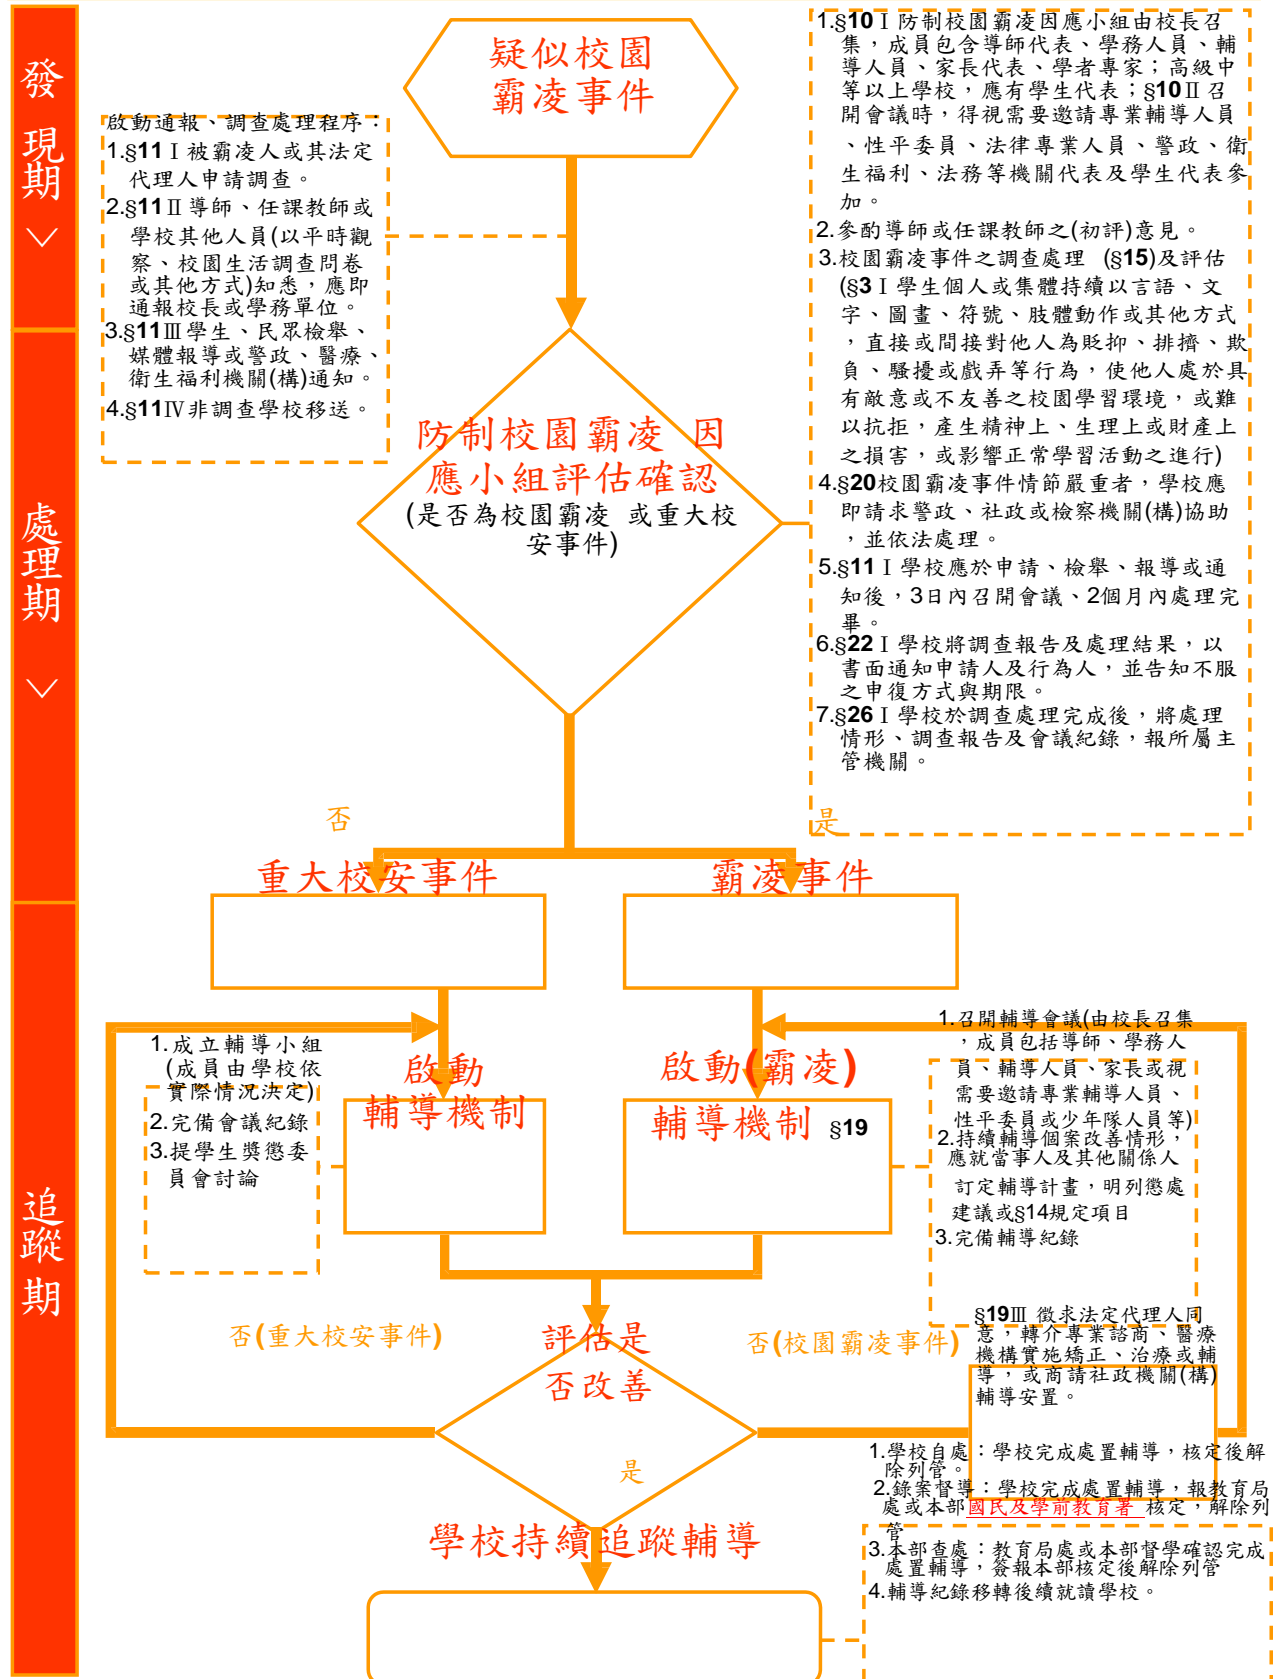 發
現
期
＞
處
理
期
＞
追
蹤
期
疑似校園
霸凌事件
啟動通報、調查處理程序：
1.§11Ⅰ被霸凌人或其法定
代理人申請調查。
2.§11Ⅱ導師、任課教師或
學校其他人員(以平時觀
察、校園生活調查問卷
或其他方式)知悉，應即
通報校長或學務單位。
3.§11Ⅲ學生、民眾檢舉、
媒體報導或警政、醫療、
衛生福利機關(構)通知。
4.§11Ⅳ非調查學校移送。
1.§10Ⅰ防制校園霸凌因應小組由校長召
集，成員包含導師代表、學務人員、輔
導人員、家長代表、學者專家；高級中
等以上學校，應有學生代表；§10Ⅱ召
開會議時，得視需要邀請專業輔導人員
、性平委員、法律專業人員、警政、衛
生福利、法務等機關代表及學生代表參
加。
2.參酌導師或任課教師之(初評)意見。
3.校園霸凌事件之調查處理 (§15)及評估
(§3Ⅰ學生個人或集體持續以言語、文
字、圖畫、符號、肢體動作或其他方式
，直接或間接對他人為貶抑、排擠、欺
負、騷擾或戲弄等行為，使他人處於具
有敵意或不友善之校園學習環境，或難
以抗拒，產生精神上、生理上或財產上
之損害，或影響正常學習活動之進行)
4.§20校園霸凌事件情節嚴重者，學校應
即請求警政、社政或檢察機關(構)協助
，並依法處理。
5.§11Ⅰ學校應於申請、檢舉、報導或通
知後，3日內召開會議、2個月內處理完
畢。
6.§22Ⅰ學校將調查報告及處理結果，以
書面通知申請人及行為人，並告知不服
之申復方式與期限。
7.§26Ⅰ學校於調查處理完成後，將處理
情形、調查報告及會議紀錄，報所屬主
管機關。
防制校園霸凌 因
應小組評估確認
(是否為校園霸凌 或重大校
安事件)
否
是
重大校安事件
霸凌事件
1.成立輔導小組
(成員由學校依
實際情況決定)
2.完備會議紀錄
3.提學生獎懲委
員會討論
啟動
輔導機制
啟動(霸凌)
輔導機制 §19
1.召開輔導會議(由校長召集
，成員包括導師、學務人
員、輔導人員、家長或視
需要邀請專業輔導人員、
性平委員或少年隊人員等)
2.持續輔導個案改善情形，
應就當事人及其他關係人
訂定輔導計畫，明列懲處
建議或§14規定項目
3.完備輔導紀錄
否(重大校安事件)
評估是
否改善
否(校園霸凌事件)
§19Ⅲ 徵求法定代理人同
意，轉介專業諮商、醫療
機構實施矯正、治療或輔
導，或商請社政機關(構)
輔導安置。
是
1.學校自處：學校完成處置輔導，核定後解
除列管。
2.錄案督導：學校完成處置輔導，報教育局
處或本部國民及學前教育署 核定，解除列
管
3.本部查處：教育局處或本部督學確認完成
處置輔導，簽報本部核定後解除列管
4.輔導紀錄移轉後續就讀學校。
學校持續追蹤輔導